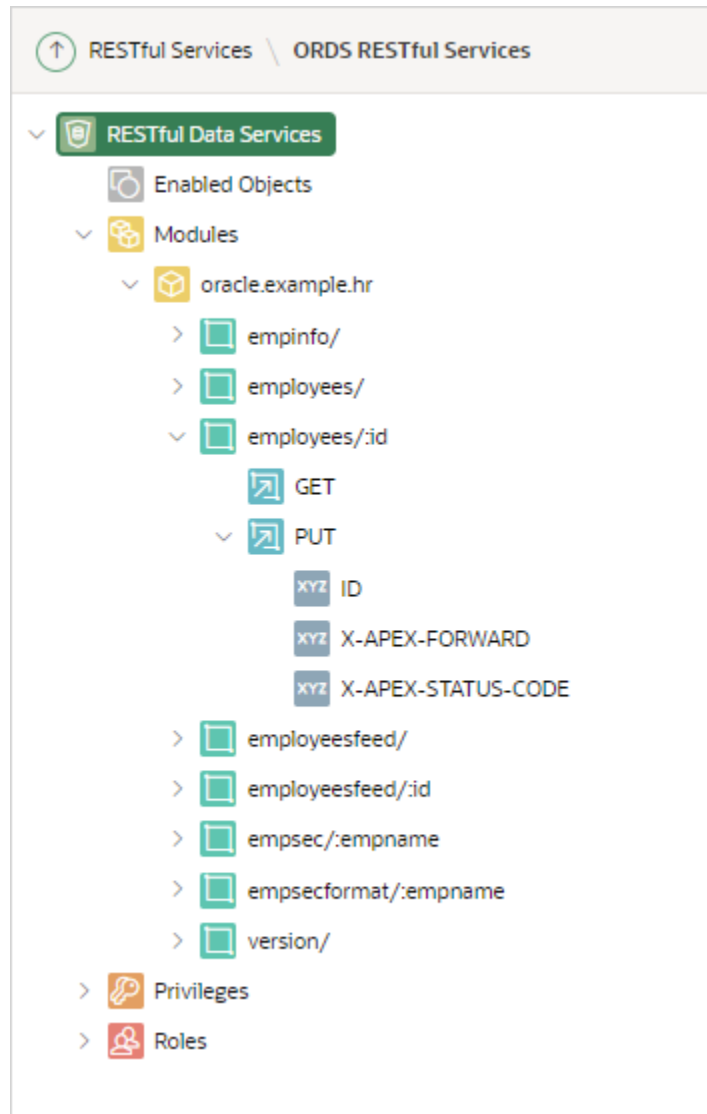 RESTful Services \ ORDS RESTful Services
RESTful Data Services
Enabled Objects
Modules
oracle.example.hr
empinfo/
employees/
employees/:id
GET
PUT
XYZ ID
XYZ X-APEX-FORWARD
XYZ X-APEX-STATUS-CODE
employeesfeed/
employeesfeed/:id
empsec/:empname
empsecformat/:empname
version/
Privileges
Roles